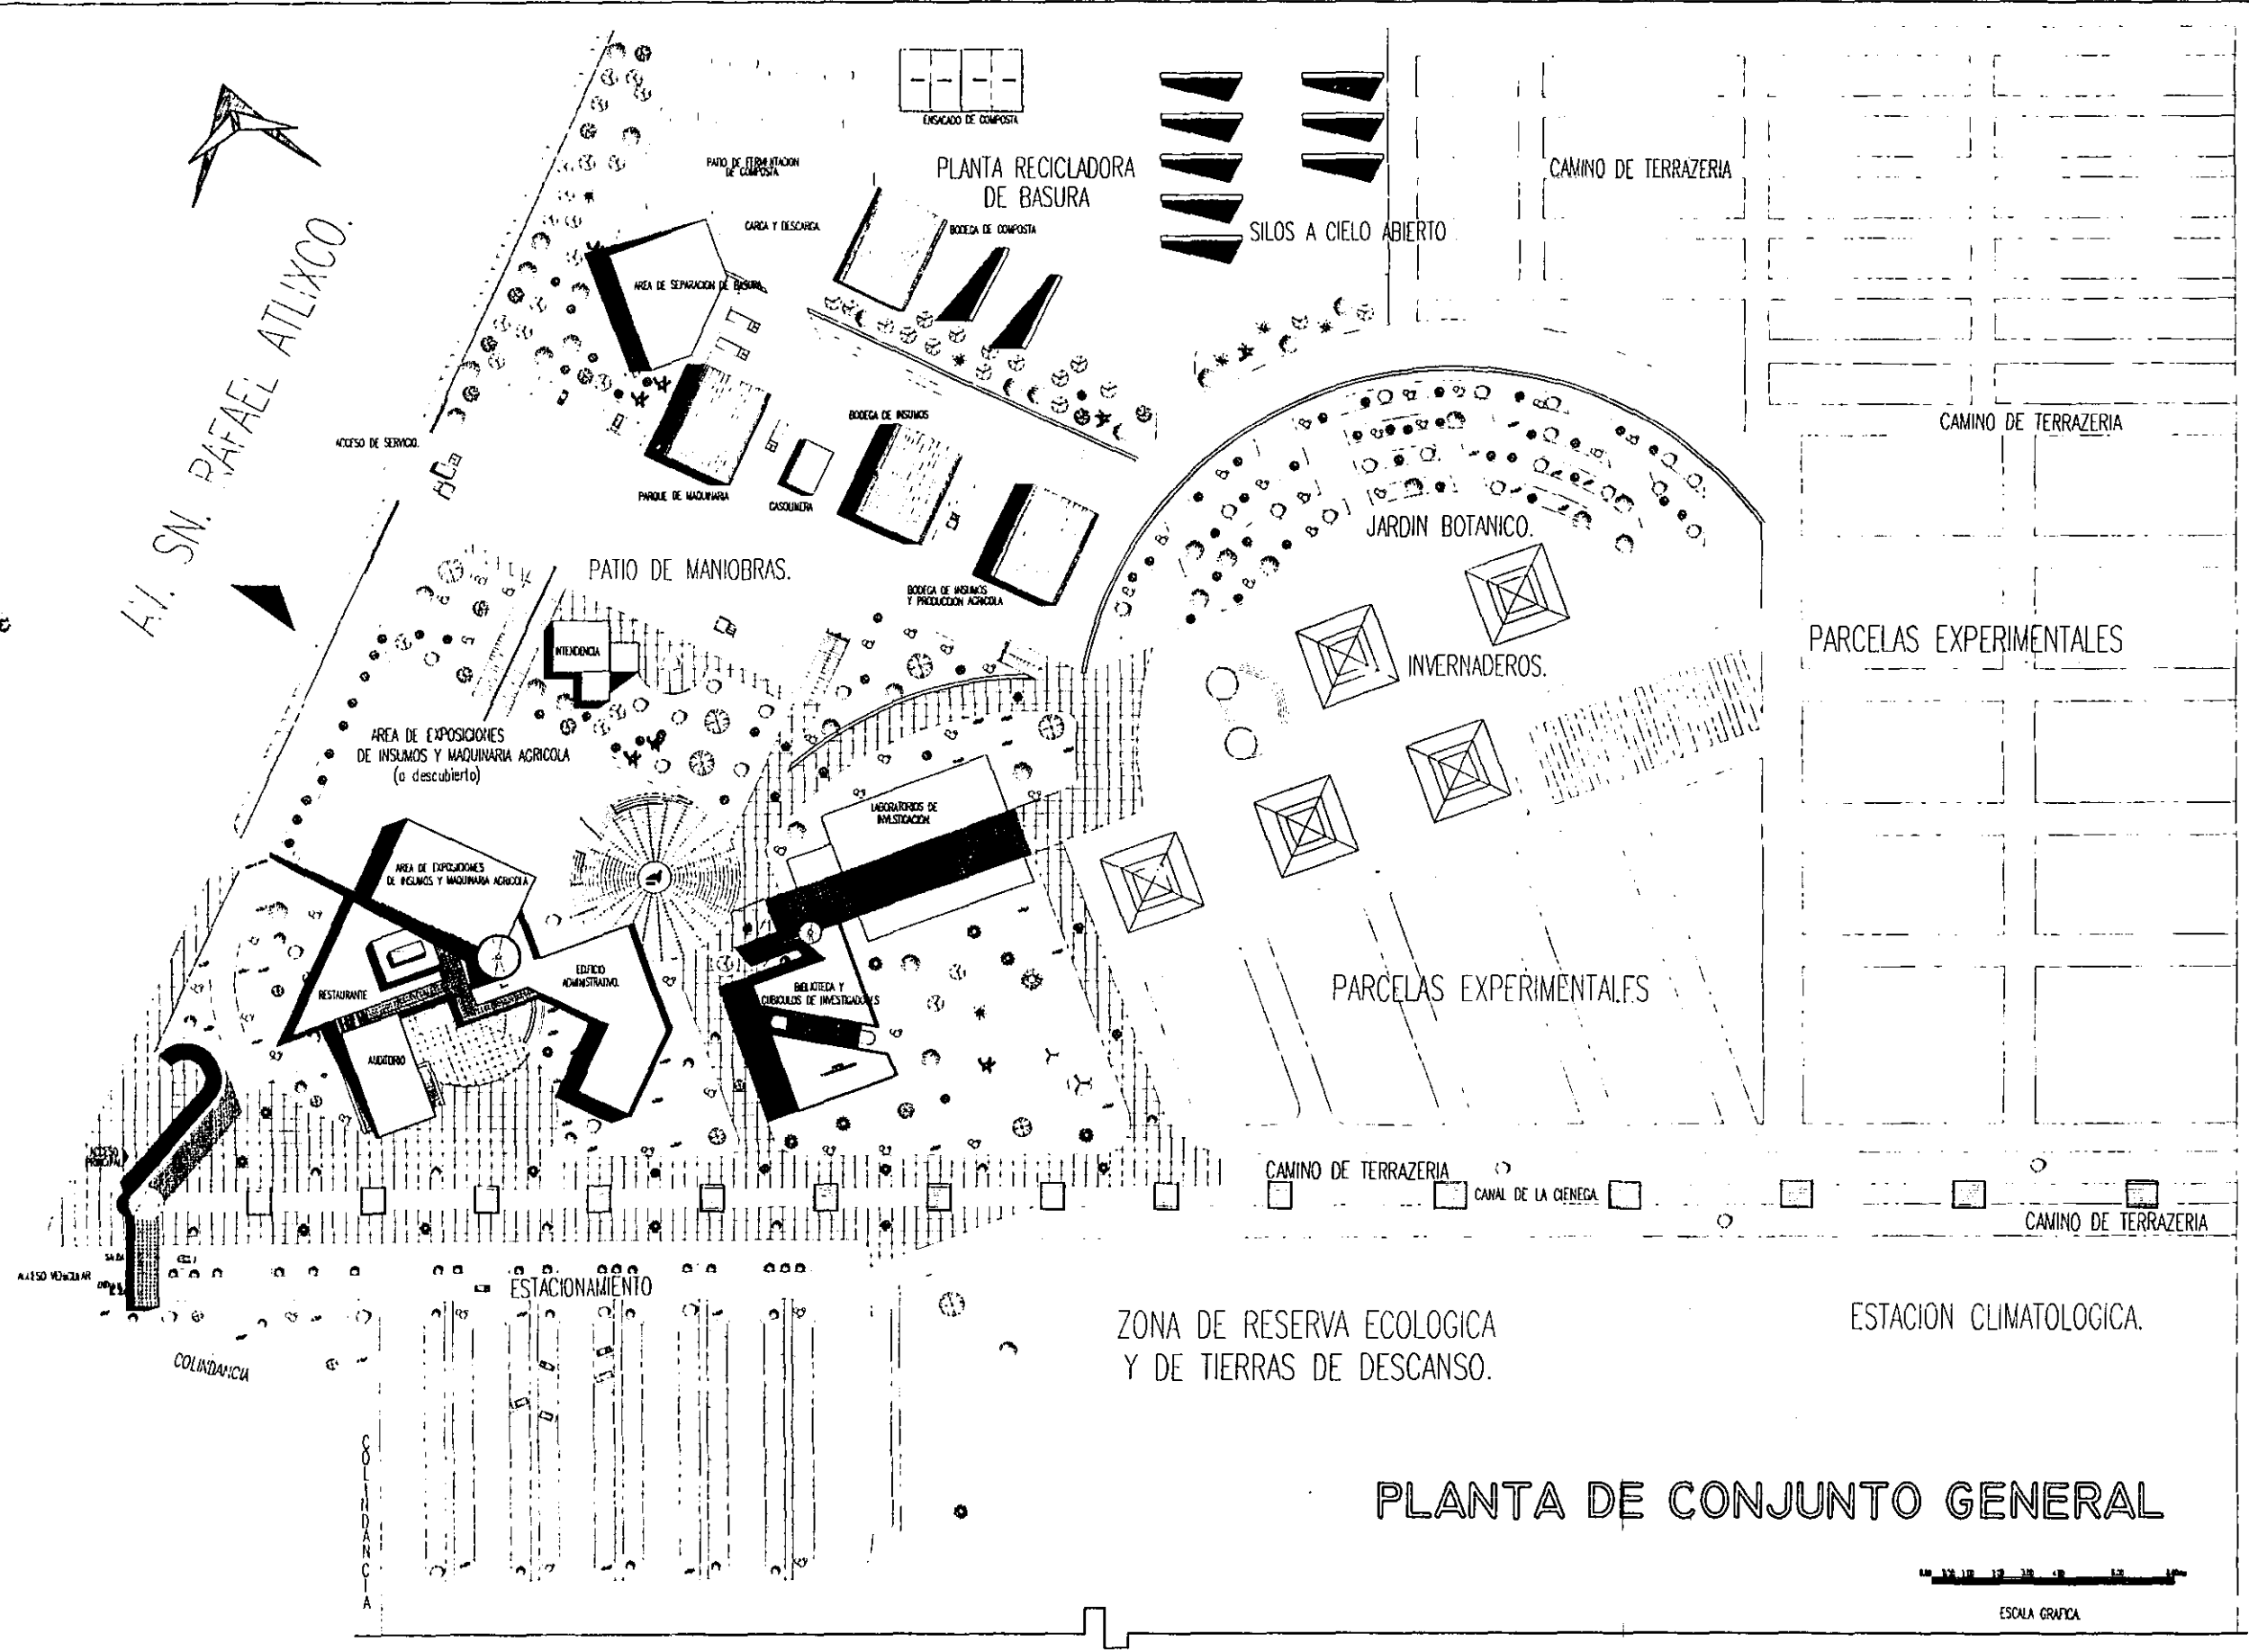 ENSACADO DE COMPOSTA
PATIO DE FERMENTACION
DE COMPOSTA
PLANTA RECICLADORA
DE BASURA
CAMINO DE TERRAZERIA
CARGA Y DESCARGA.
BODEGA DE COMPOSTA
SILOS A CIELO ABIERTO
AV. SN. RAFAEL ATLIXCO.
AREA DE SEPARACION DE BASURA
BODEGA DE INSUMOS
CAMINO DE TERRAZERIA
ACCESO DE SERVICIO.
PARQUE DE MAQUINARIA
GASOLINERA
JARDIN BOTANICO.
PATIO DE MANIOBRAS.
BODEGA DE INSUMOS
Y PRODUCCION AGRICOLA
INTENDENCIA
INVERNADEROS.
PARCELAS EXPERIMENTALES
AREA DE EXPOSICIONES
DE INSUMOS Y MAQUINARIA AGRICOLA
(a descubierto)
LABORATORIOS DE
INVESTIGACION
AREA DE EXPOSICIONES
DE INSUMOS Y MAQUINARIA AGRICOLA
EDIFICIO
ADMINISTRATIVO.
RESTAURANTE
BIBLIOTECA Y
CUBICULOS DE INVESTIGADORES
PARCELAS EXPERIMENTALES
AUDITORIO
ACCESO
PRINCIPAL
CAMINO DE TERRAZERIA
CANAL DE LA CIENEGA.
CAMINO DE TERRAZERIA
SALIDA
ACCESO VEHICULAR
ESTACIONAMIENTO
ZONA DE RESERVA ECOLOGICA
Y DE TIERRAS DE DESCANSO.
ESTACION CLIMATOLOGICA.
COLINDANCIA
COLINDANCIA
PLANTA DE CONJUNTO GENERAL
ESCALA GRAFICA